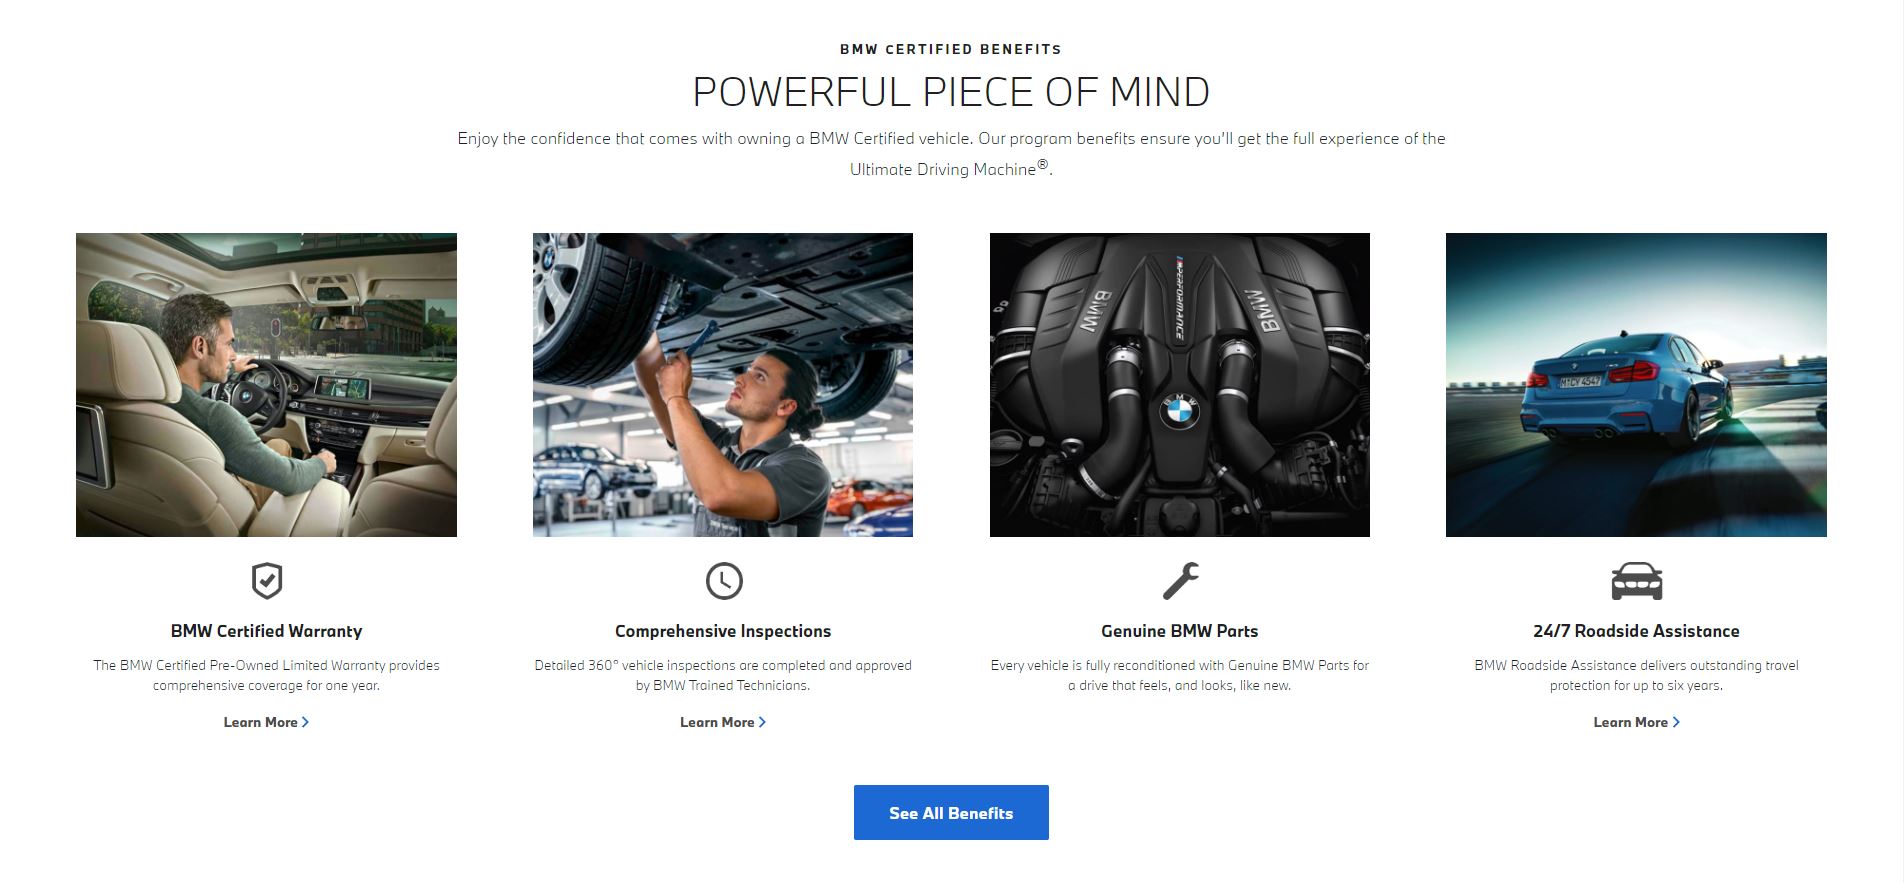 BMW CERTIFIED BENEFITS
POWERFUL PIECE OF MIND
Enjoy the confidence that comes with owning a BMW Certified vehicle. Our program benefits ensure you'll get the full experience of the
Ultimate Driving Machine®.
BMW
M PERFORMANCE
BMW
BMW
BMW Certified Warranty
The BMW Certified Pre-Owned Limited Warranty provides
comprehensive coverage for one year.
Learn More
Comprehensive Inspections
Detailed 360° vehicle inspections are completed and approved
by BMW Trained Technicians.
Learn More
Genuine BMW Parts
Every vehicle is fully reconditioned with Genuine BMW Parts for
a drive that feels, and looks, like new.
24/7 Roadside Assistance
BMW Roadside Assistance delivers outstanding travel
protection for up to six years.
Learn More
See All Benefits